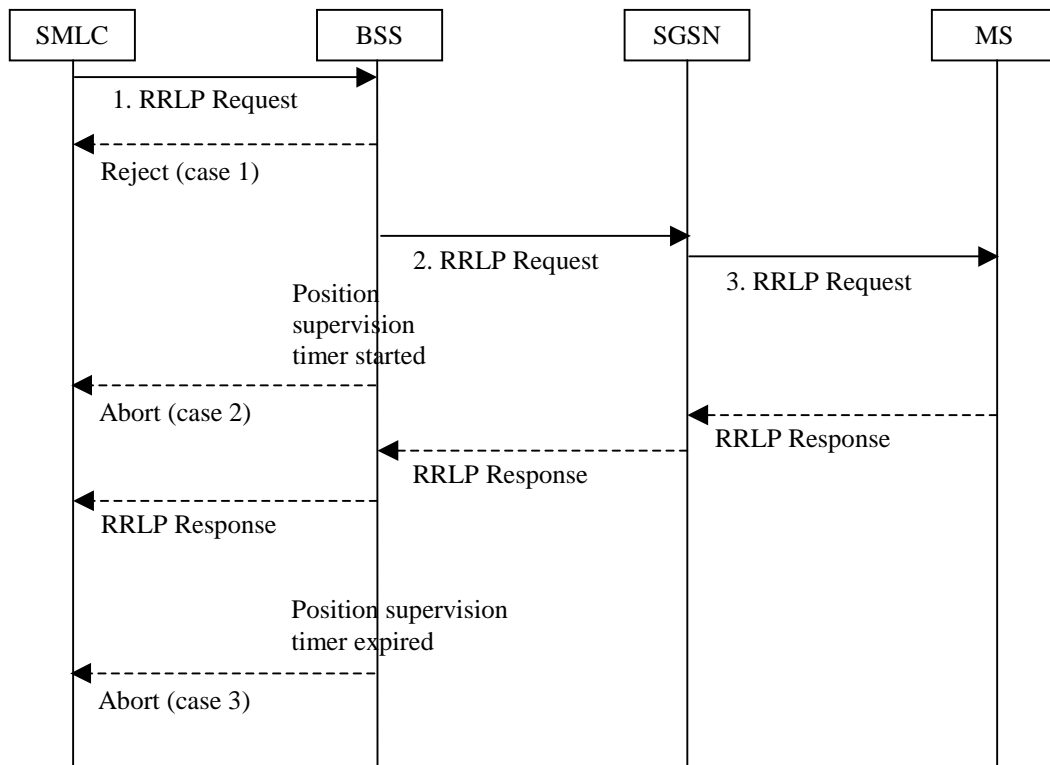 SMLC
BSS
SGSN
MS
1. RRLP Request
Reject (case 1)
2. RRLP Request
3. RRLP Request
Position
supervision
timer started
Abort (case 2)
RRLP Response
RRLP Response
RRLP Response
Position supervision
timer expired
Abort (case 3)